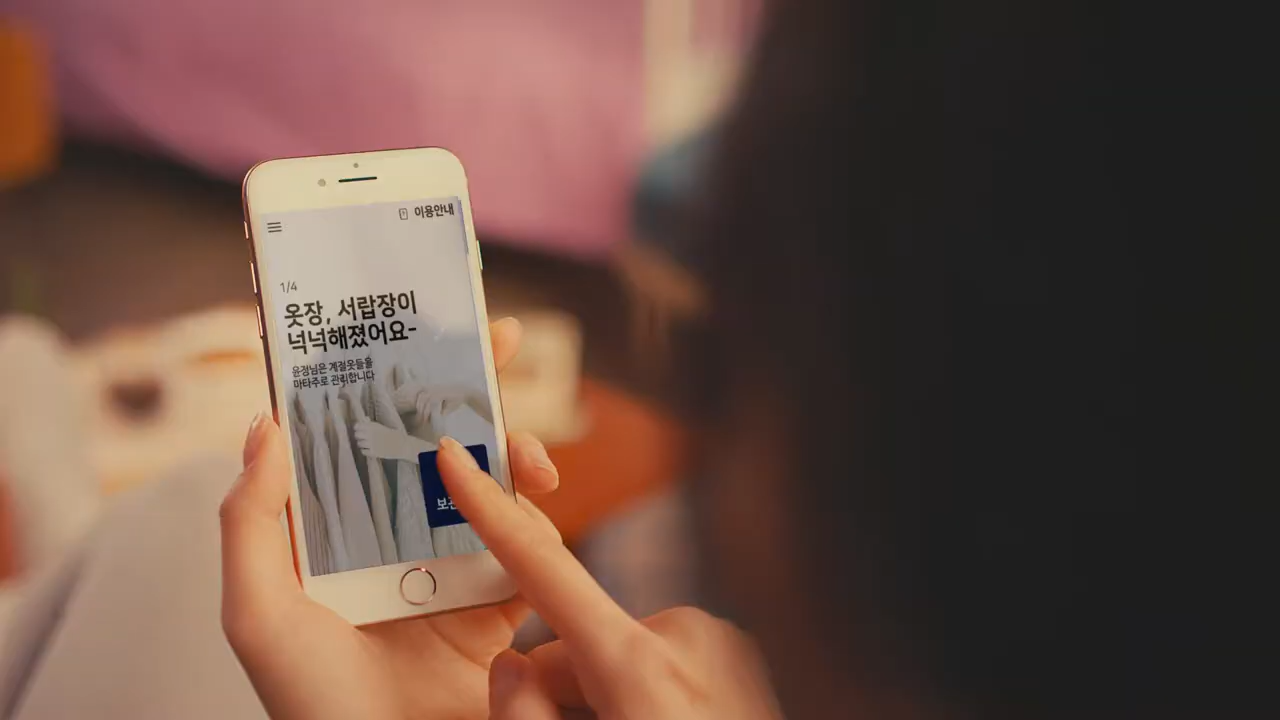 이용안내
1/4
옷장, 서랍장이
넉넉해졌어요-
윤정님은 계절옷들을
마타주로 관리합니다